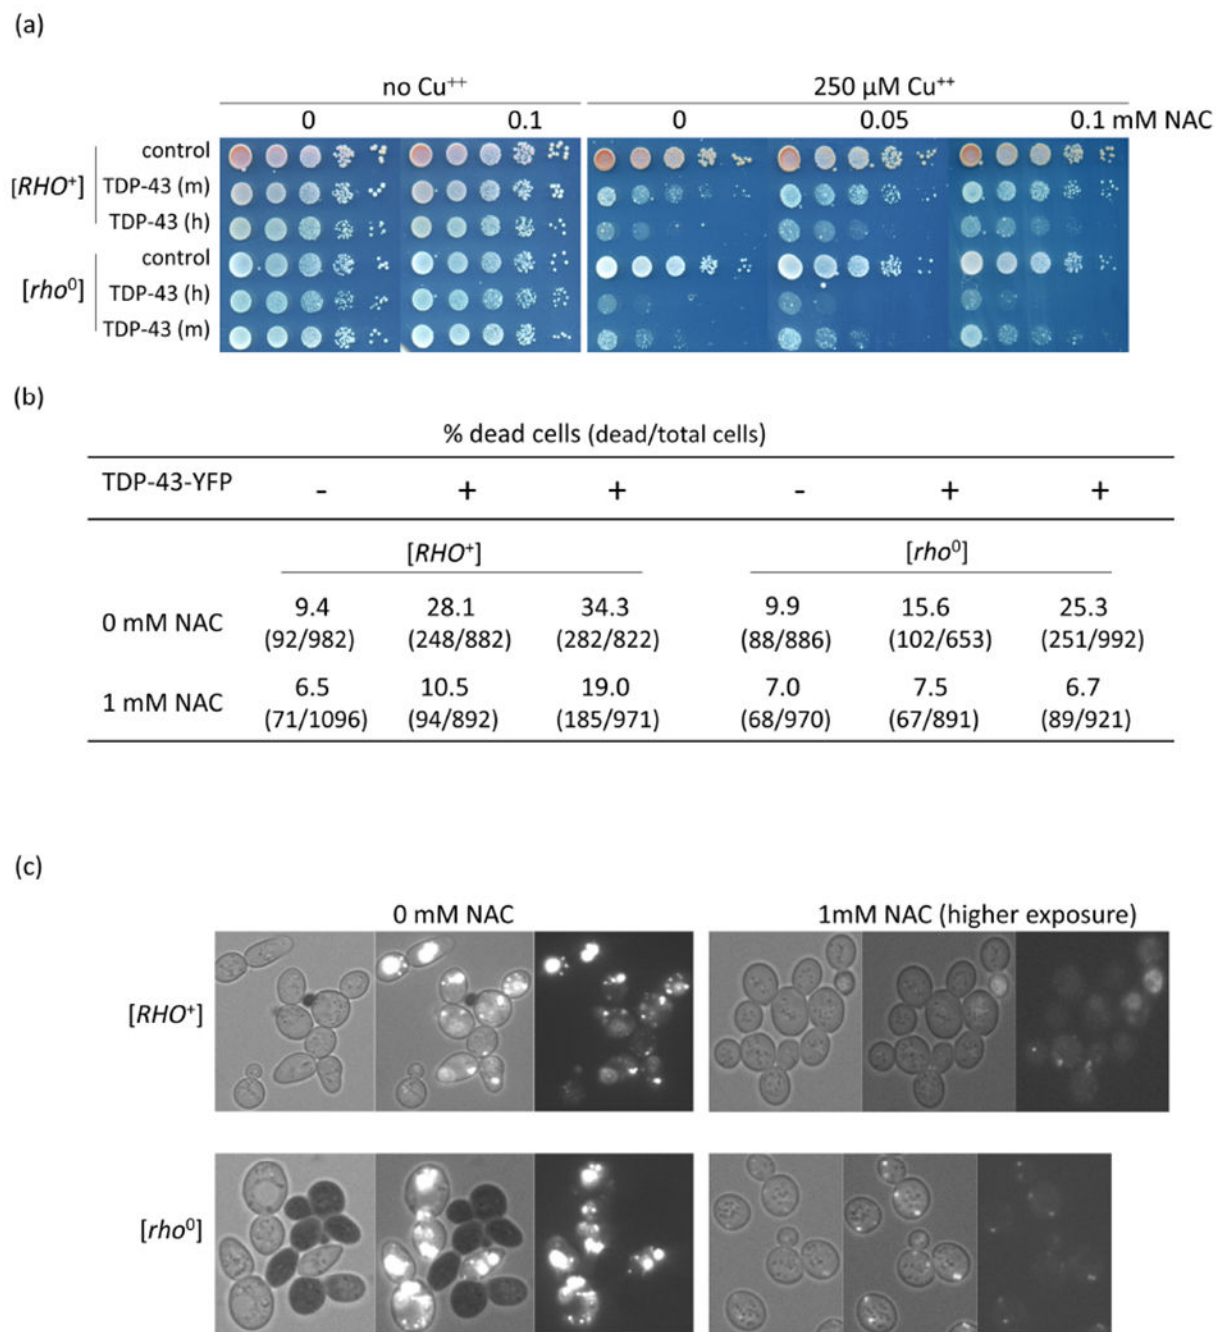 (a)
no Cu⁺⁺ 250 µM Cu⁺⁺
0 0.1 0 0.05 0.1 mM NAC
control
[RHO⁺] TDP-43 (m)
TDP-43 (h)
control
[rho⁰] TDP-43 (h)
TDP-43 (m)
(b)
% dead cells (dead/total cells)
TDP-43-YFP - + + - + +
[RHO⁺] [rho⁰]
0 mM NAC 9.4 28.1 34.3 9.9 15.6 25.3
(92/982) (248/882) (282/822) (88/886) (102/653) (251/992)
1 mM NAC 6.5 10.5 19.0 7.0 7.5 6.7
(71/1096) (94/892) (185/971) (68/970) (67/891) (89/921)
(c)
0 mM NAC 1mM NAC (higher exposure)
[RHO⁺]
[rho⁰]